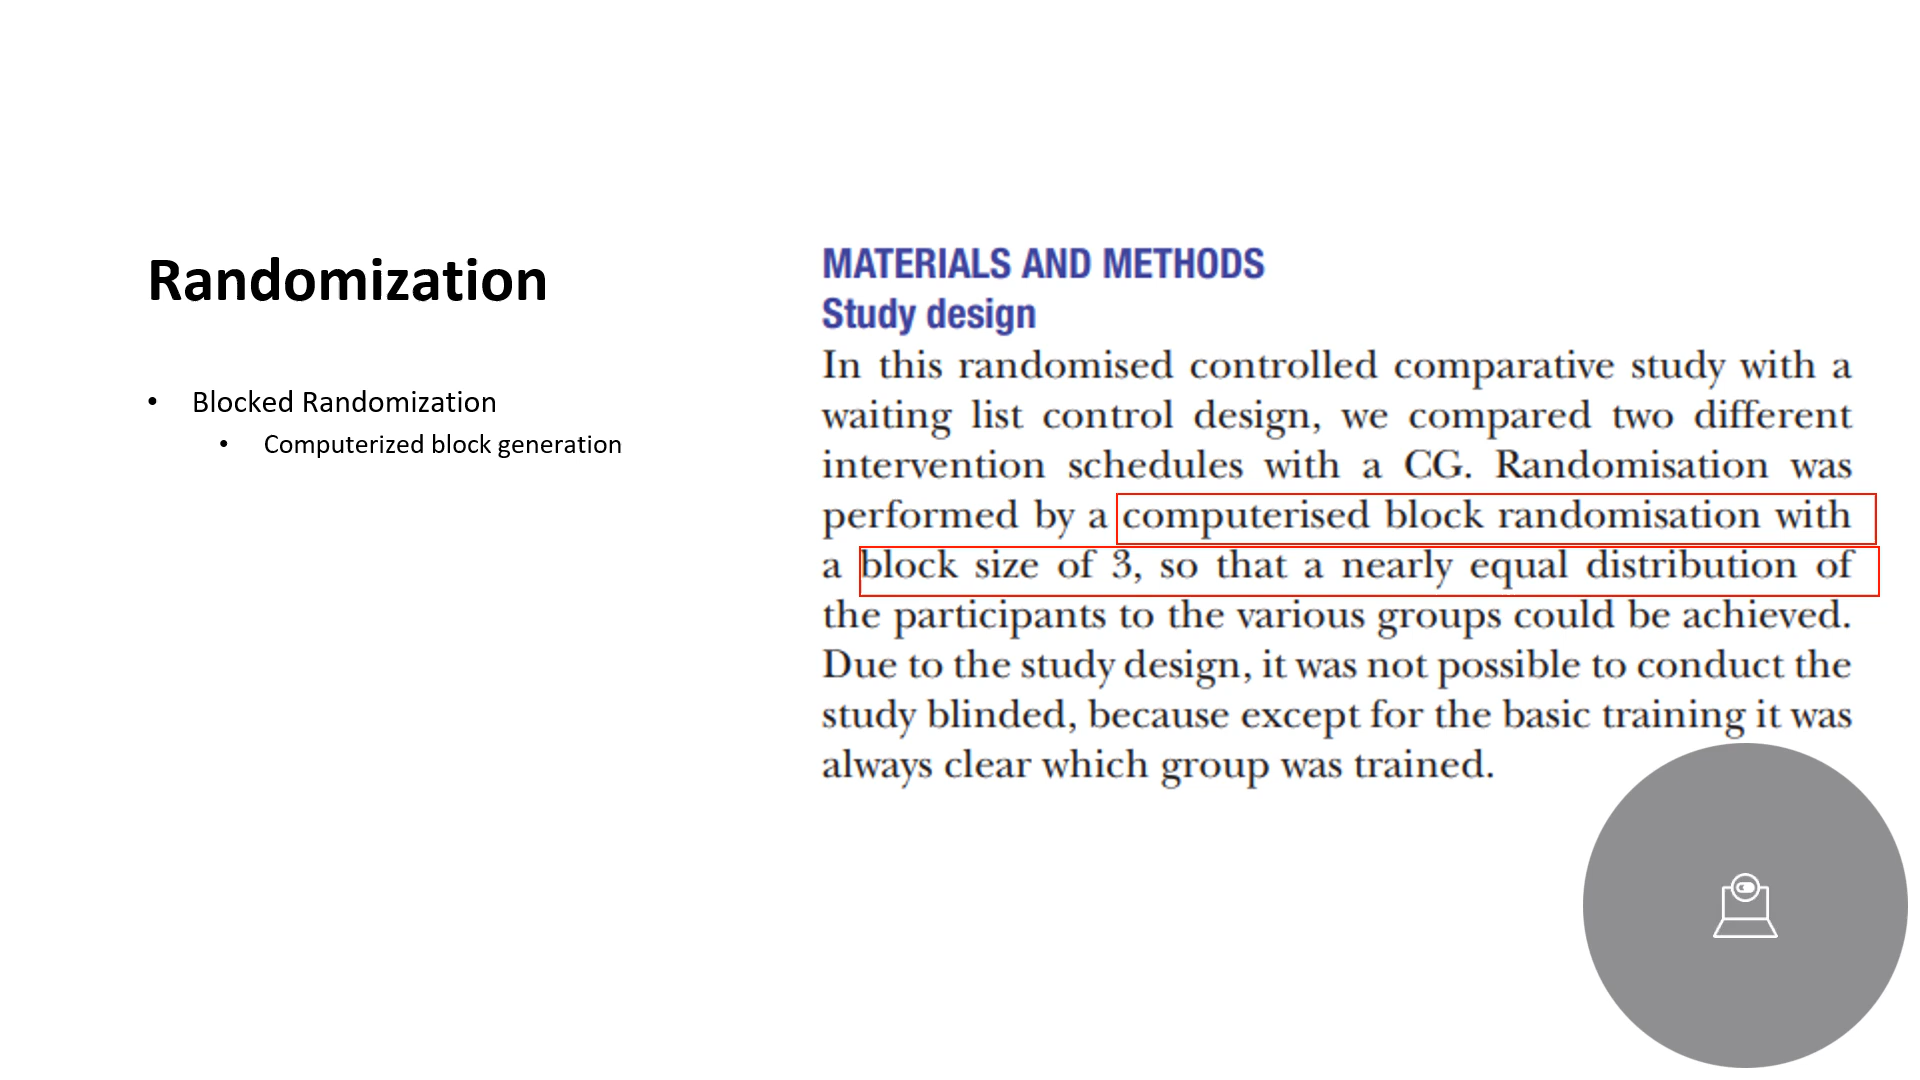 Randomization
• Blocked Randomization
• Computerized block generation
MATERIALS AND METHODS
Study design
In this randomised controlled comparative study with a
waiting list control design, we compared two different
intervention schedules with a CG. Randomisation was
performed by a computerised block randomisation with
a block size of 3, so that a nearly equal distribution of
the participants to the various groups could be achieved.
Due to the study design, it was not possible to conduct the
study blinded, because except for the basic training it was
always clear which group was trained.